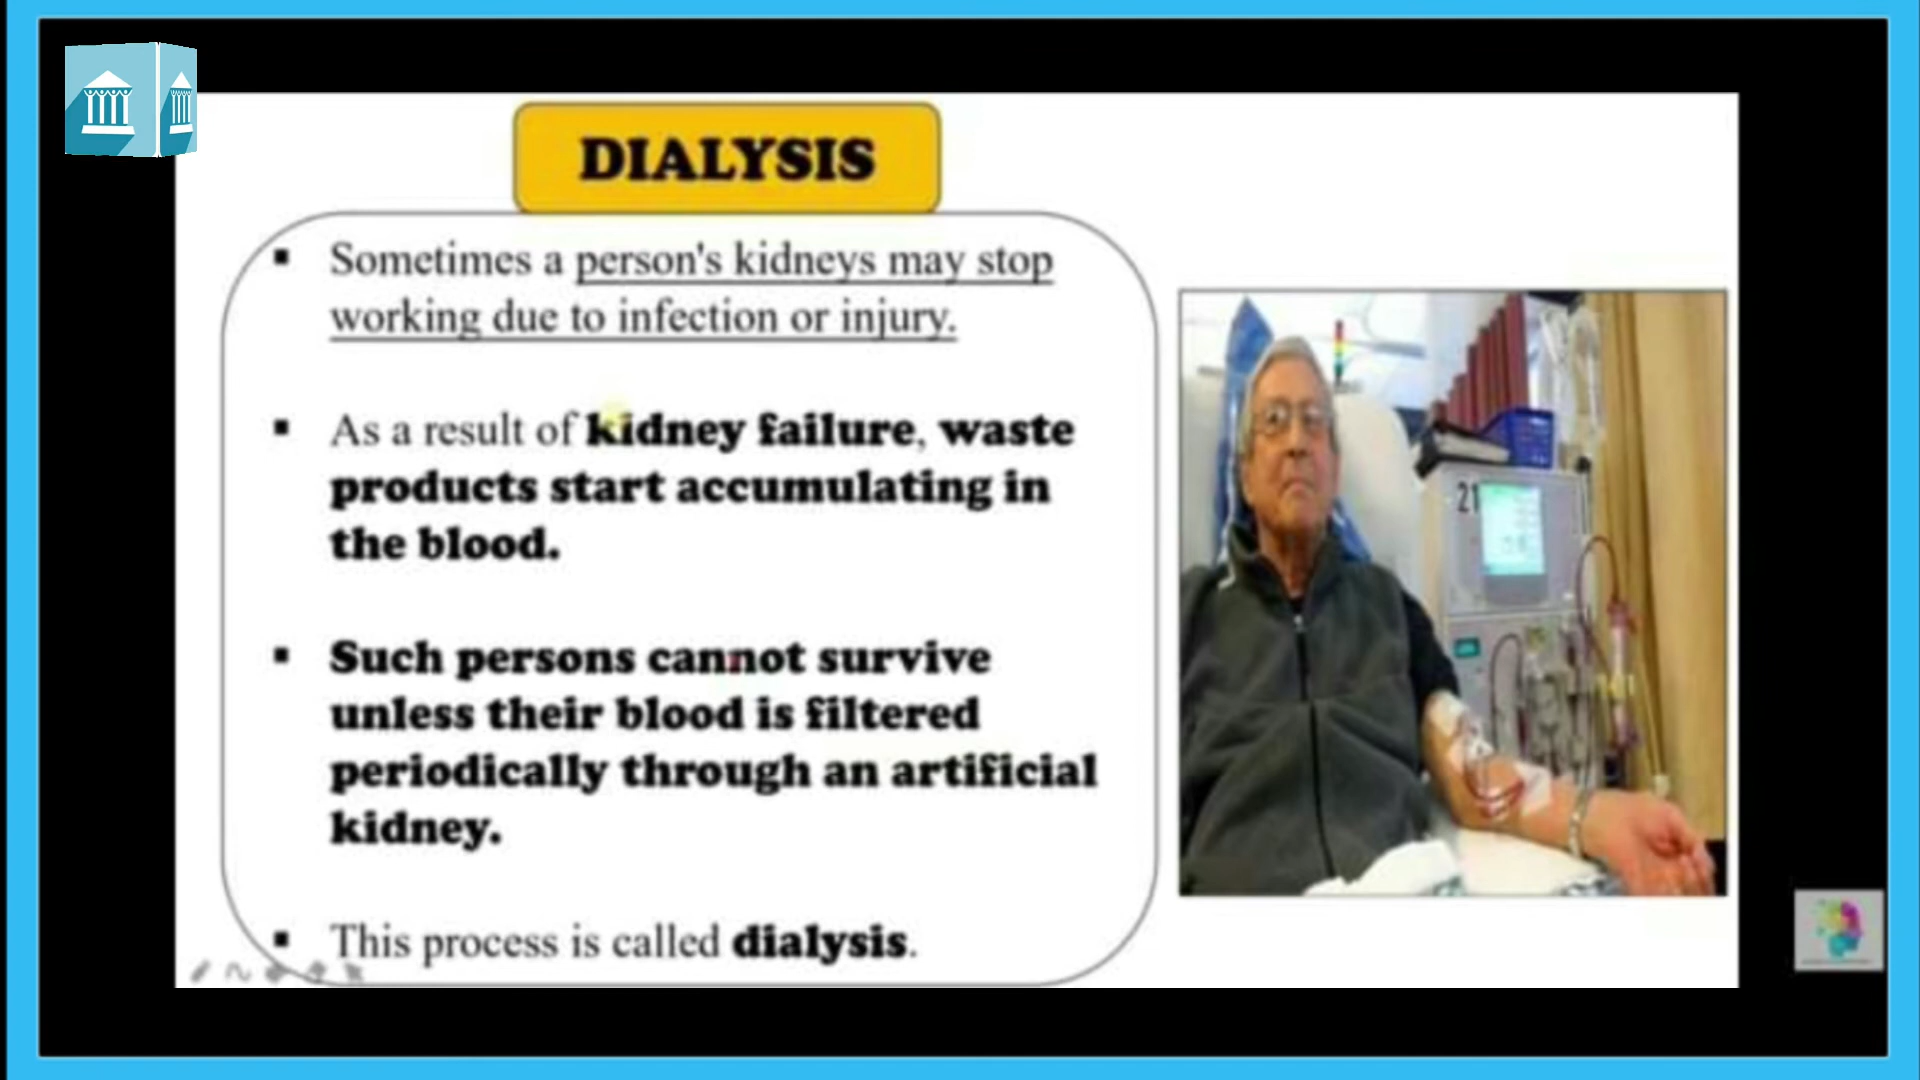 DIALYSIS
▪ Sometimes a person's kidneys may stop
working due to infection or injury.
▪ As a result of kidney failure, waste
products start accumulating in
the blood.
▪ Such persons cannot survive
unless their blood is filtered
periodically through an artificial
kidney.
▪ This process is called dialysis.
21